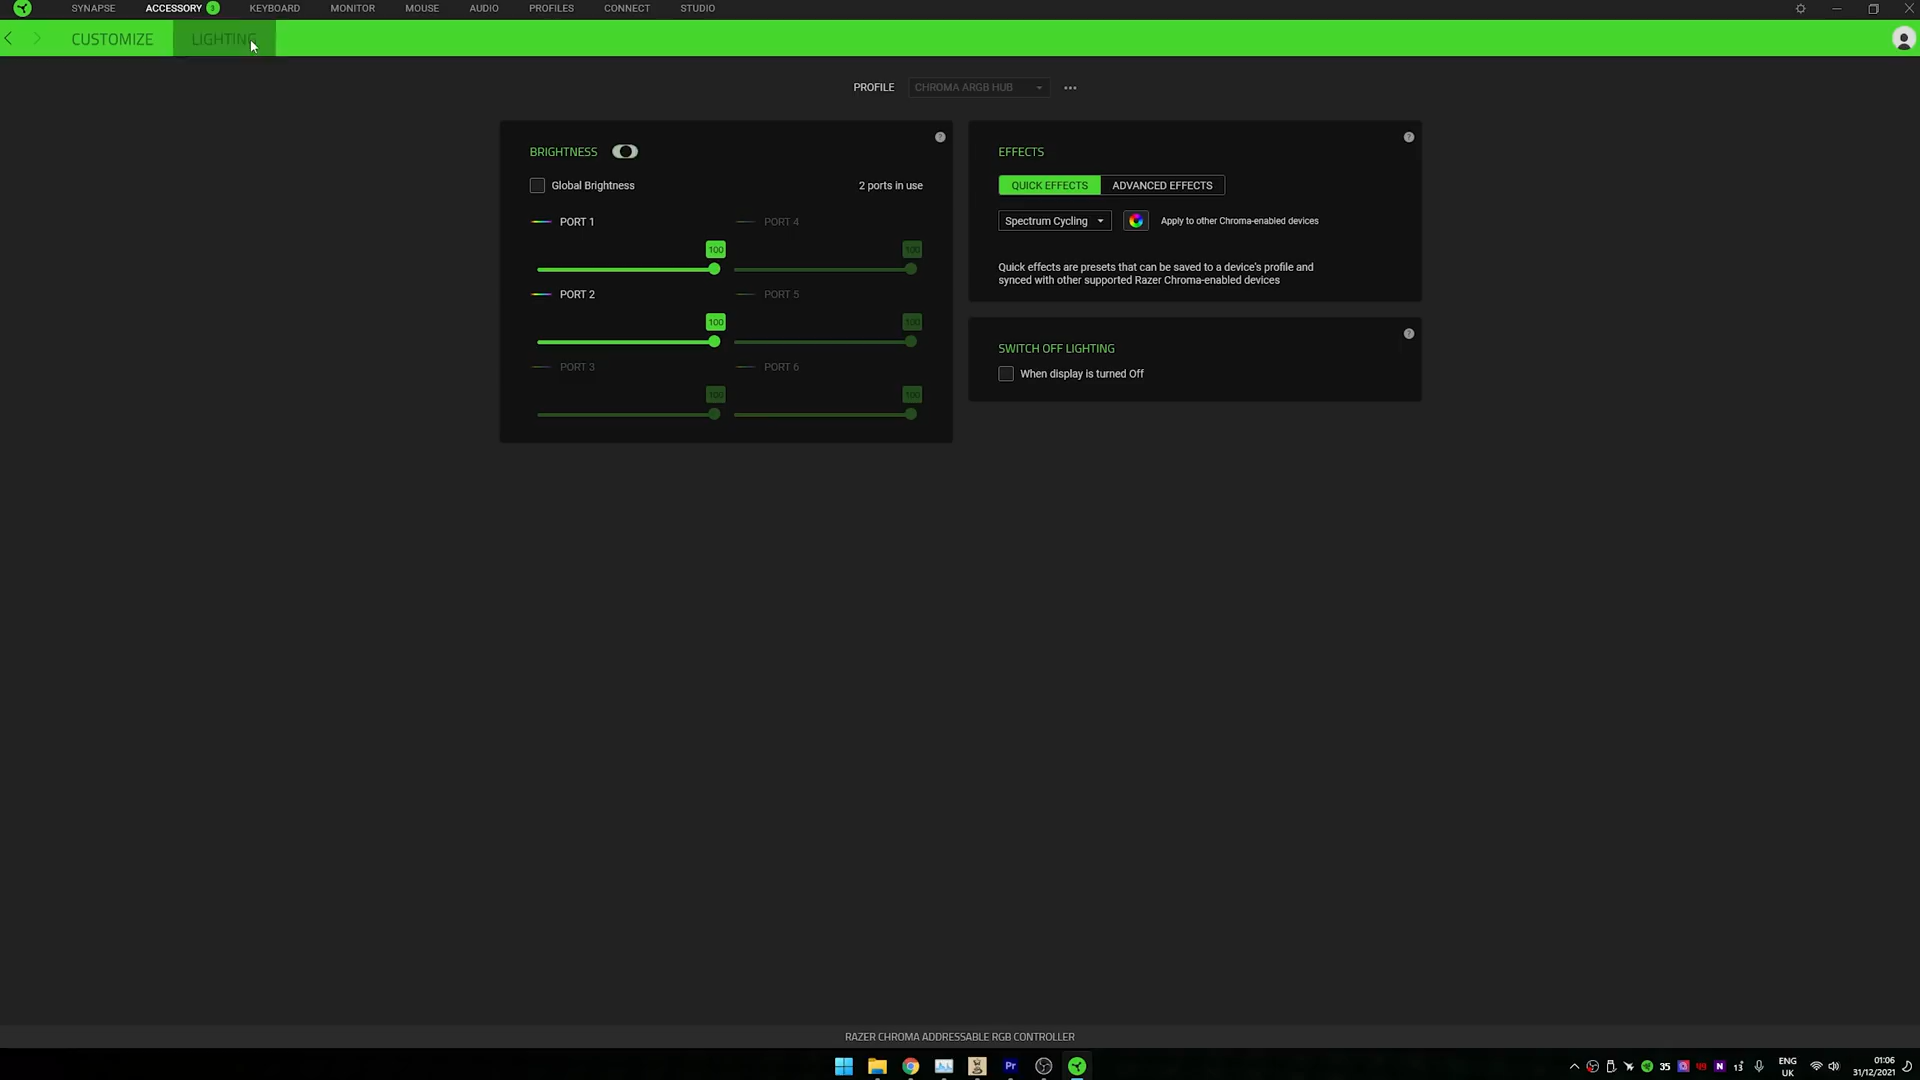 SYNAPSE ACCESSORY 3 KEYBOARD MONITOR MOUSE AUDIO PROFILES CONNECT STUDIO
CUSTOMIZE LIGHTING
PROFILE CHROMA ARGB HUB
BRIGHTNESS
Global Brightness 2 ports in use
PORT 1 PORT 4
100 100
PORT 2 PORT 5
100 100
PORT 3 PORT 6
100 100
EFFECTS
QUICK EFFECTS ADVANCED EFFECTS
Spectrum Cycling Apply to other Chroma-enabled devices
Quick effects are presets that can be saved to a device's profile and
synced with other supported Razer Chroma-enabled devices
SWITCH OFF LIGHTING
When display is turned Off
RAZER CHROMA ADDRESSABLE RGB CONTROLLER
Pr 35 N 13
ENG
UK
01:06
31/12/2021